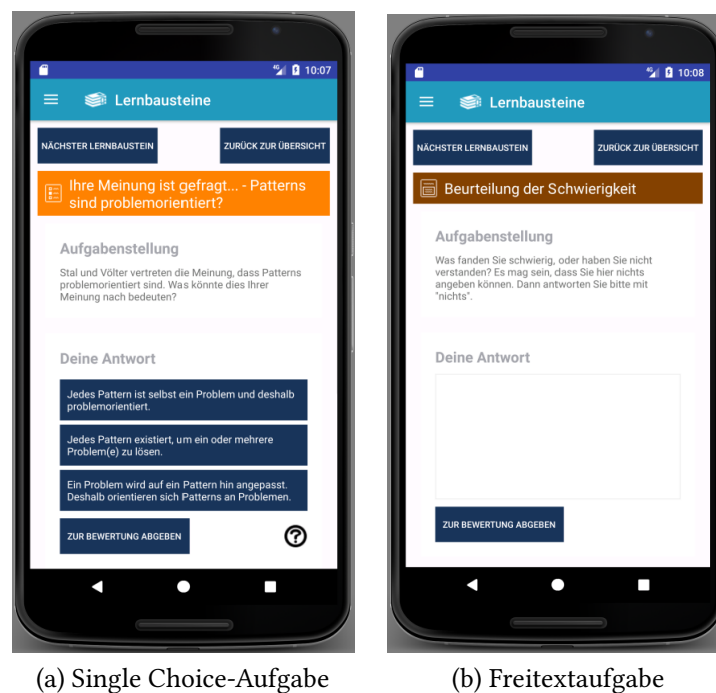 4G 10:07
Lernbausteine
NÄCHSTER LERNBAUSTEIN
ZURÜCK ZUR ÜBERSICHT
Ihre Meinung ist gefragt... - Patterns
sind problemorientiert?
Aufgabenstellung
Stal und Völter vertreten die Meinung, dass Patterns
problemorientiert sind. Was könnte dies Ihrer
Meinung nach bedeuten?
Deine Antwort
Jedes Pattern ist selbst ein Problem und deshalb
problemorientiert.
Jedes Pattern existiert, um ein oder mehrere
Problem(e) zu lösen.
Ein Problem wird auf ein Pattern hin angepasst.
Deshalb orientieren sich Patterns an Problemen.
ZUR BEWERTUNG ABGEBEN
?
(a) Single Choice-Aufgabe
4G 10:08
Lernbausteine
NÄCHSTER LERNBAUSTEIN
ZURÜCK ZUR ÜBERSICHT
Beurteilung der Schwierigkeit
Aufgabenstellung
Was fanden Sie schwierig, oder haben Sie nicht
verstanden? Es mag sein, dass Sie hier nichts
angeben können. Dann antworten Sie bitte mit
"nichts".
Deine Antwort
ZUR BEWERTUNG ABGEBEN
(b) Freitextaufgabe